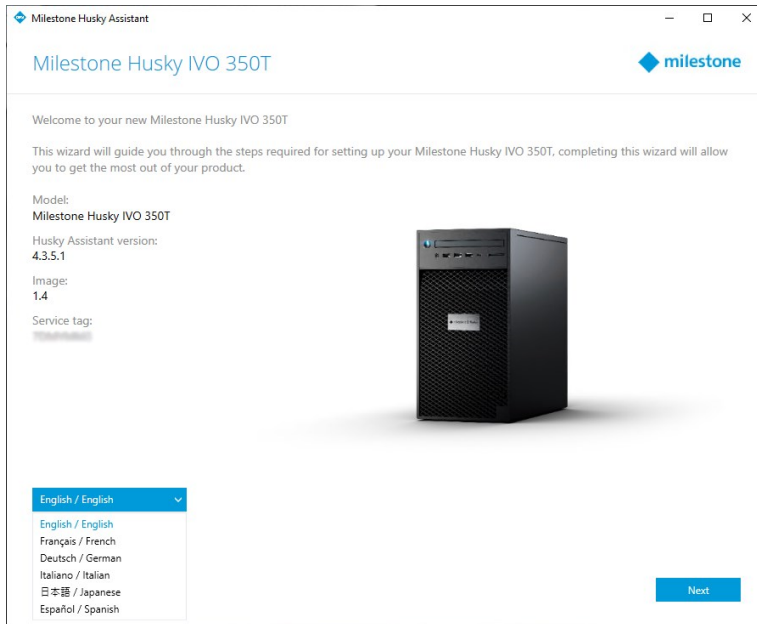 Milestone Husky Assistant
Milestone Husky IVO 350T
milestone
Welcome to your new Milestone Husky IVO 350T
This wizard will guide you through the steps required for setting up your Milestone Husky IVO 350T, completing this wizard will allow
you to get the most out of your product.
Model:
Milestone Husky IVO 350T
Husky Assistant version:
4.3.5.1
Image:
1.4
Service tag:
English / English
English / English
Français / French
Deutsch / German
Italiano / Italian
日本語 / Japanese
Español / Spanish
Next